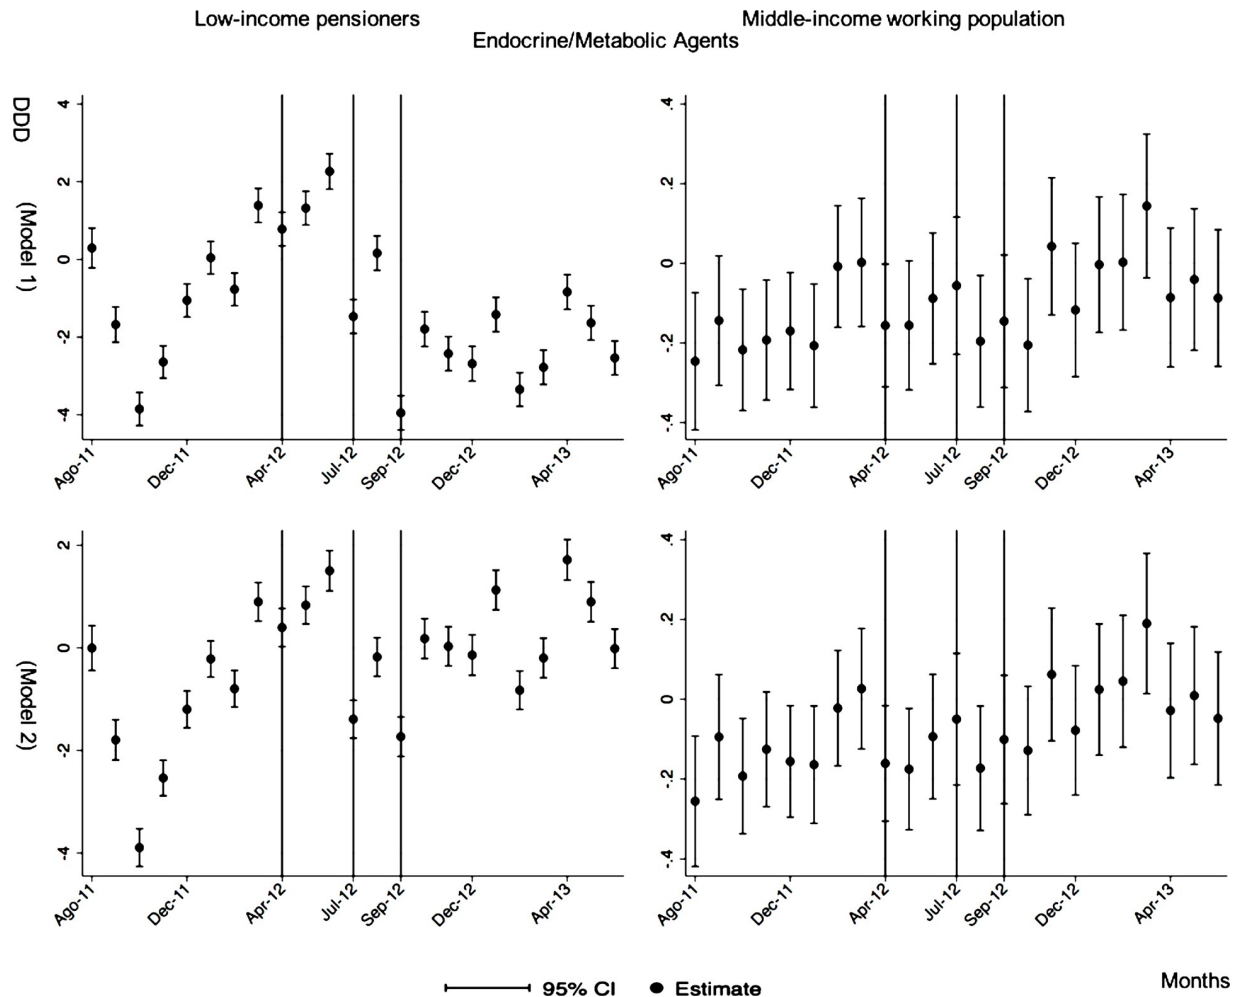 Low-income pensioners Middle-income working population
Endocrine/Metabolic Agents
DDD (Model 1)
4
2
0
-2
-4
Ago-11 Dec-11 Apr-12 Jul-12 Sep-12 Dec-12 Apr-13
.4
.2
0
-.2
-.4
Ago-11 Dec-11 Apr-12 Jul-12 Sep-12 Dec-12 Apr-13
(Model 2)
2
0
-2
-4
Ago-11 Dec-11 Apr-12 Jul-12 Sep-12 Dec-12 Apr-13
.4
.2
0
-.2
-.4
Ago-11 Dec-11 Apr-12 Jul-12 Sep-12 Dec-12 Apr-13
Months
95% CI Estimate